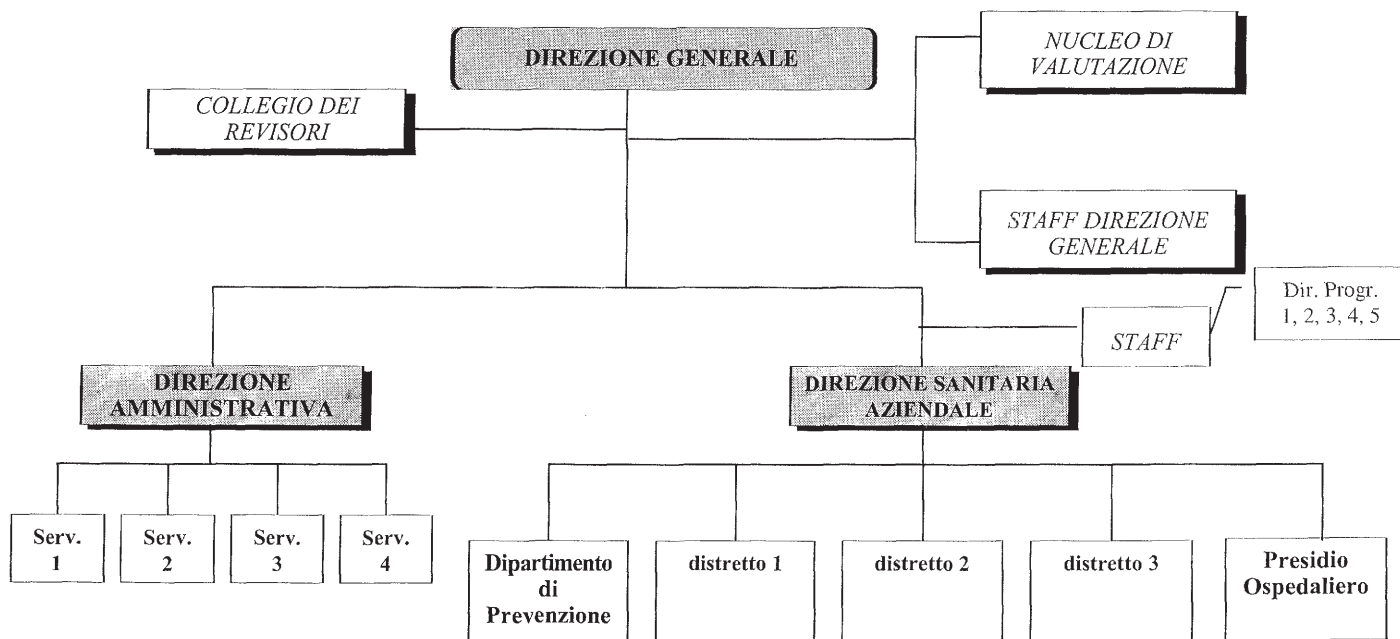 DIREZIONE GENERALE
NUCLEO DI
VALUTAZIONE
COLLEGIO DEI
REVISORI
STAFF DIREZIONE
GENERALE
Dir. Progr.
1, 2, 3, 4, 5
STAFF
DIREZIONE
AMMINISTRATIVA
DIREZIONE SANITARIA
AZIENDALE
Serv.
1
Serv.
2
Serv.
3
Serv.
4
Dipartimento
di
Prevenzione
distretto 1
distretto 2
distretto 3
Presidio
Ospedaliero